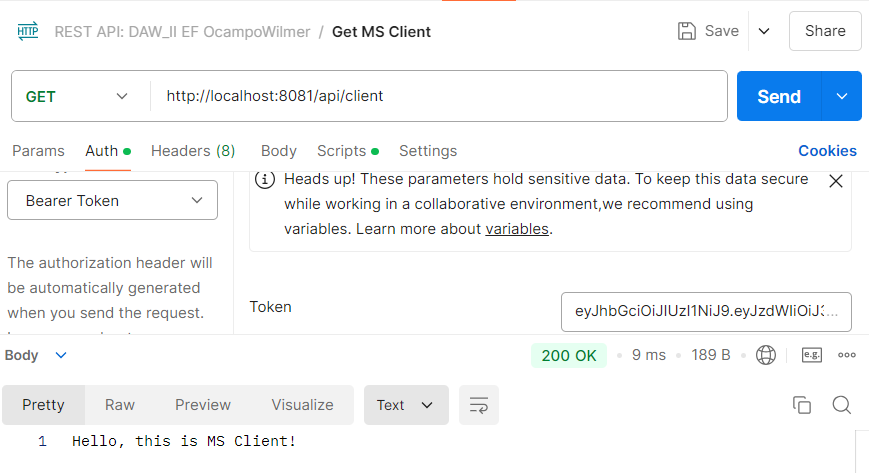 HTTP REST API: DAW_II EF OcampoWilmer / Get MS Client Save Share
GET http://localhost:8081/api/client Send
Params Auth Headers (8) Body Scripts Settings Cookies
Bearer Token
Heads up! These parameters hold sensitive data. To keep this data secure
while working in a collaborative environment,we recommend using
variables. Learn more about variables.
The authorization header will
be automatically generated
when you send the request.
Token eyJhbGciOiJIUzI1NiJ9.eyJzdWIiOiJ3...
Body 200 OK 9 ms 189 B e.g.
Pretty Raw Preview Visualize Text
1 Hello, this is MS Client!